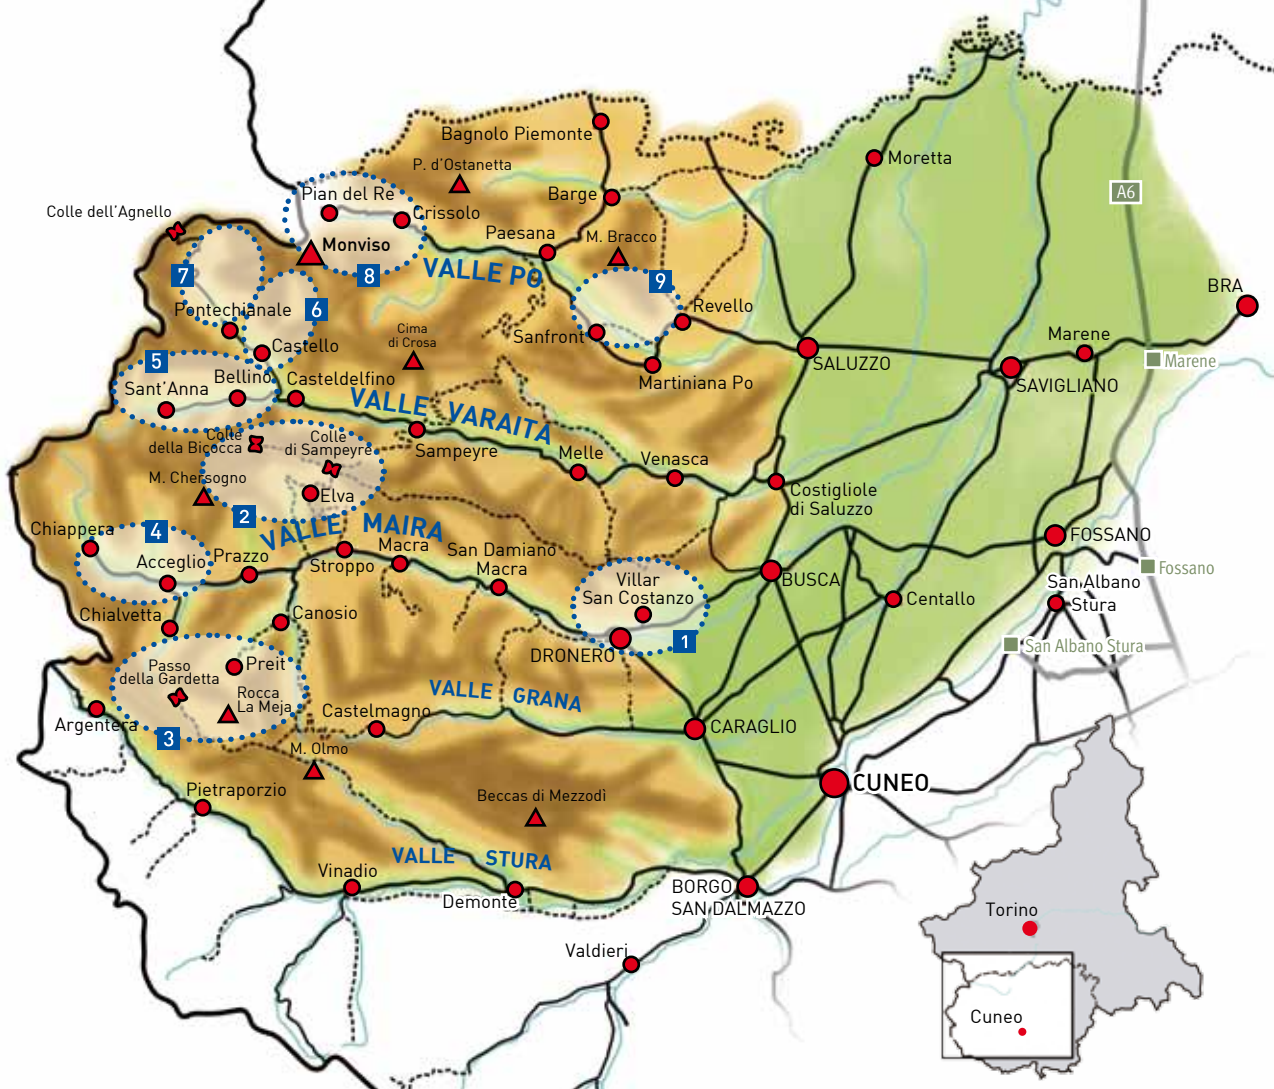 Bagnolo Piemonte
P. d'Ostanetta
Moretta
Pian del Re
Barge
A6
Colle dell'Agnello
Crissolo
Paesana
M. Bracco
Monviso
VALLE PO
7
8
9
BRA
Pontechianale
6
Revello
Sanfront
Cima
di Crosa
Castello
Marene
5
Marene
SALUZZO
Sant'Anna
Bellino
Casteldelfino
Martiniana Po
SAVIGLIANO
VALLE VARAITA
Colle
della Bicocca
Colle
di Sampeyre
Sampeyre
Melle
Venasca
M. Chersogno
Elva
Costigliole
di Saluzzo
2
VALLE MAIRA
Chiappera
4
FOSSANO
Acceglio
Prazzo
Stroppo
Macra
San Damiano
Macra
Fossano
Villar
San Costanzo
BUSCA
San Albano
Stura
Centallo
Chialvetta
Canosio
1
DRONERO
San Albano Stura
Passo
della Gardetta
Preit
Rocca
La Meja
VALLE GRANA
Argentera
Castelmagno
CARAGLIO
3
M. Olmo
CUNEO
Pietraporzio
Beccas di Mezzodì
VALLE STURA
Vinadio
Demonte
BORGO
SAN DALMAZZO
Torino
Valdieri
Cuneo